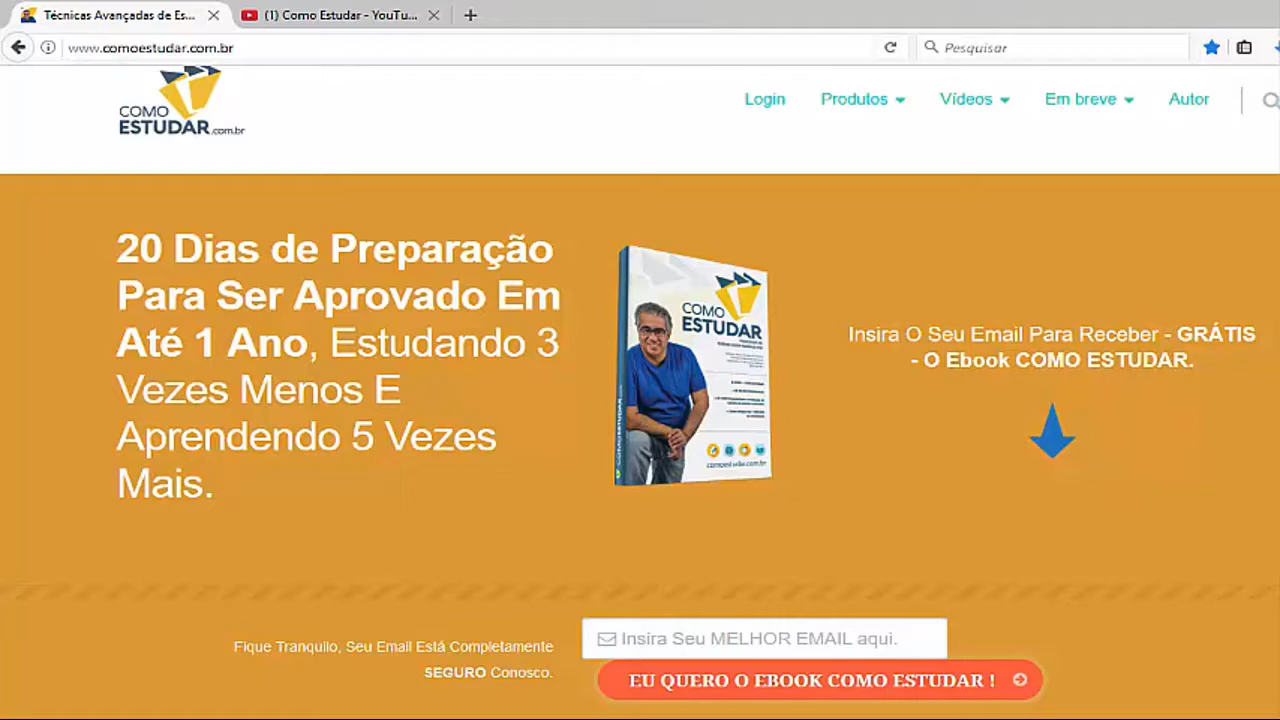 Técnicas Avançadas de Es...
(1) Como Estudar - YouTu...
www.comoestudar.com.br
Pesquisar
COMO
ESTUDAR.com.br
Login
Produtos
Vídeos
Em breve
Autor
20 Dias de Preparação
Para Ser Aprovado Em
Até 1 Ano, Estudando 3
Vezes Menos E
Aprendendo 5 Vezes
Mais.
COMO
ESTUDAR
comoestudar.com.br
Insira O Seu Email Para Receber - GRÁTIS
- O Ebook COMO ESTUDAR.
Fique Tranquilo, Seu Email Está Completamente
SEGURO Conosco.
Insira Seu MELHOR EMAIL aqui.
EU QUERO O EBOOK COMO ESTUDAR !